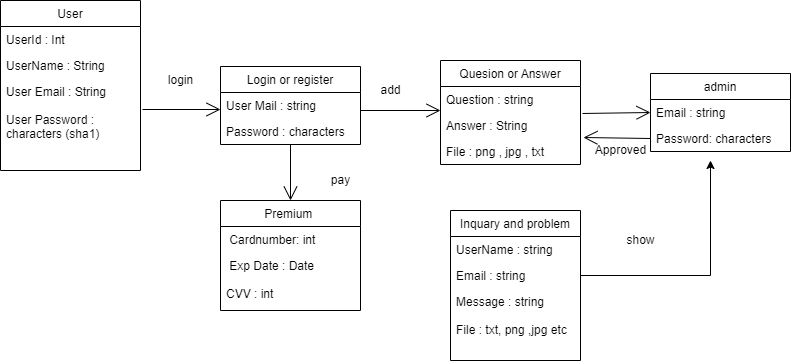 User
UserId : Int
UserName : String
User Email : String
User Password :
characters (sha1)
login
Login or register
User Mail : string
Password : characters
add
pay
Premium
Cardnumber: int
Exp Date : Date
CVV : int
Quesion or Answer
Question : string
Answer : String
File : png , jpg , txt
Approved
admin
Email : string
Password: characters
Inquary and problem
UserName : string
Email : string
Message : string
File : txt, png ,jpg etc
show